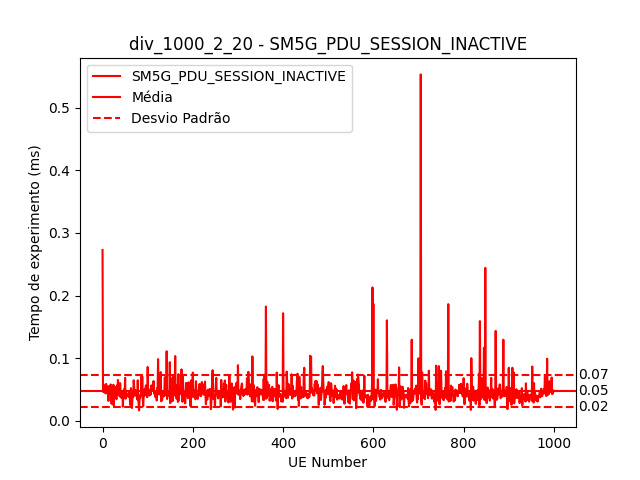 div_1000_2_20 - SM5G_PDU_SESSION_INACTIVE
SM5G_PDU_SESSION_INACTIVE
Média
Desvio Padrão
Tempo de experimento (ms)
0.5
0.4
0.3
0.2
0.1
0.0
0.07
0.05
0.02
0
200
400
600
800
1000
UE Number